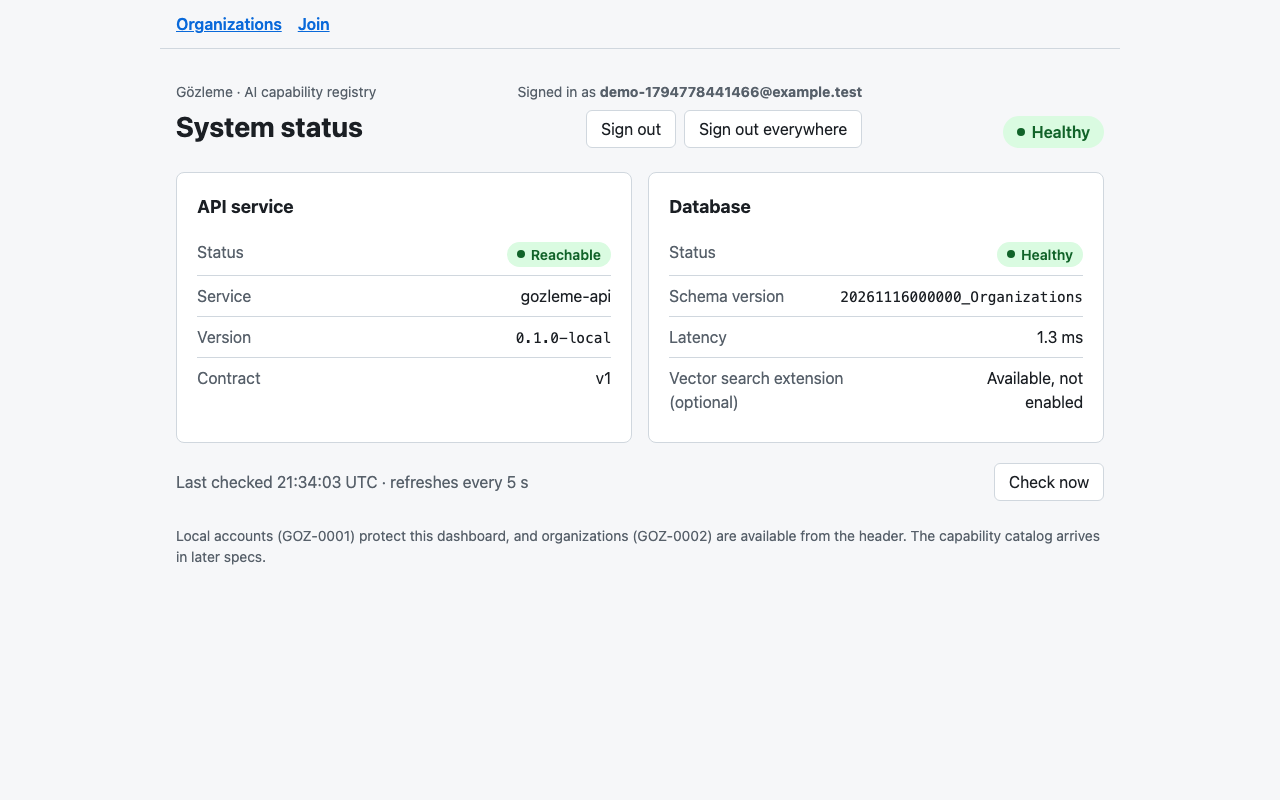 Organizations Join
Gözleme · AI capability registry
Signed in as demo-1794778441466@example.test
System status
Sign out
Sign out everywhere
Healthy
API service
Status
Reachable
Service
gozleme-api
Version
0.1.0-local
Contract
v1
Database
Status
Healthy
Schema version
20261116000000_Organizations
Latency
1.3 ms
Vector search extension
(optional)
Available, not
enabled
Last checked 21:34:03 UTC · refreshes every 5 s
Check now
Local accounts (GOZ-0001) protect this dashboard, and organizations (GOZ-0002) are available from the header. The capability catalog arrives
in later specs.